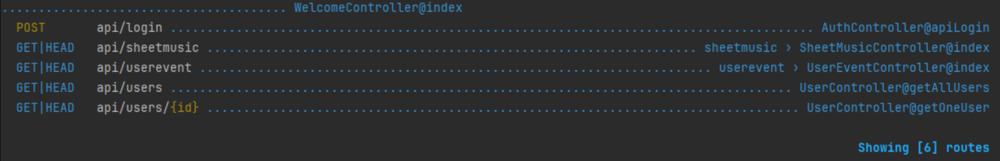 ....................................... WelcomeController@index
POST       api/login ........................................................................................ AuthController@apiLogin
GET|HEAD   api/sheetmusic ................................................................... sheetmusic › SheetMusicController@index
GET|HEAD   api/userevent ...................................................................... userevent › UserEventController@index
GET|HEAD   api/users ..................................................................................... UserController@getAllUsers
GET|HEAD   api/users/{id} ................................................................................. UserController@getOneUser
Showing [6] routes